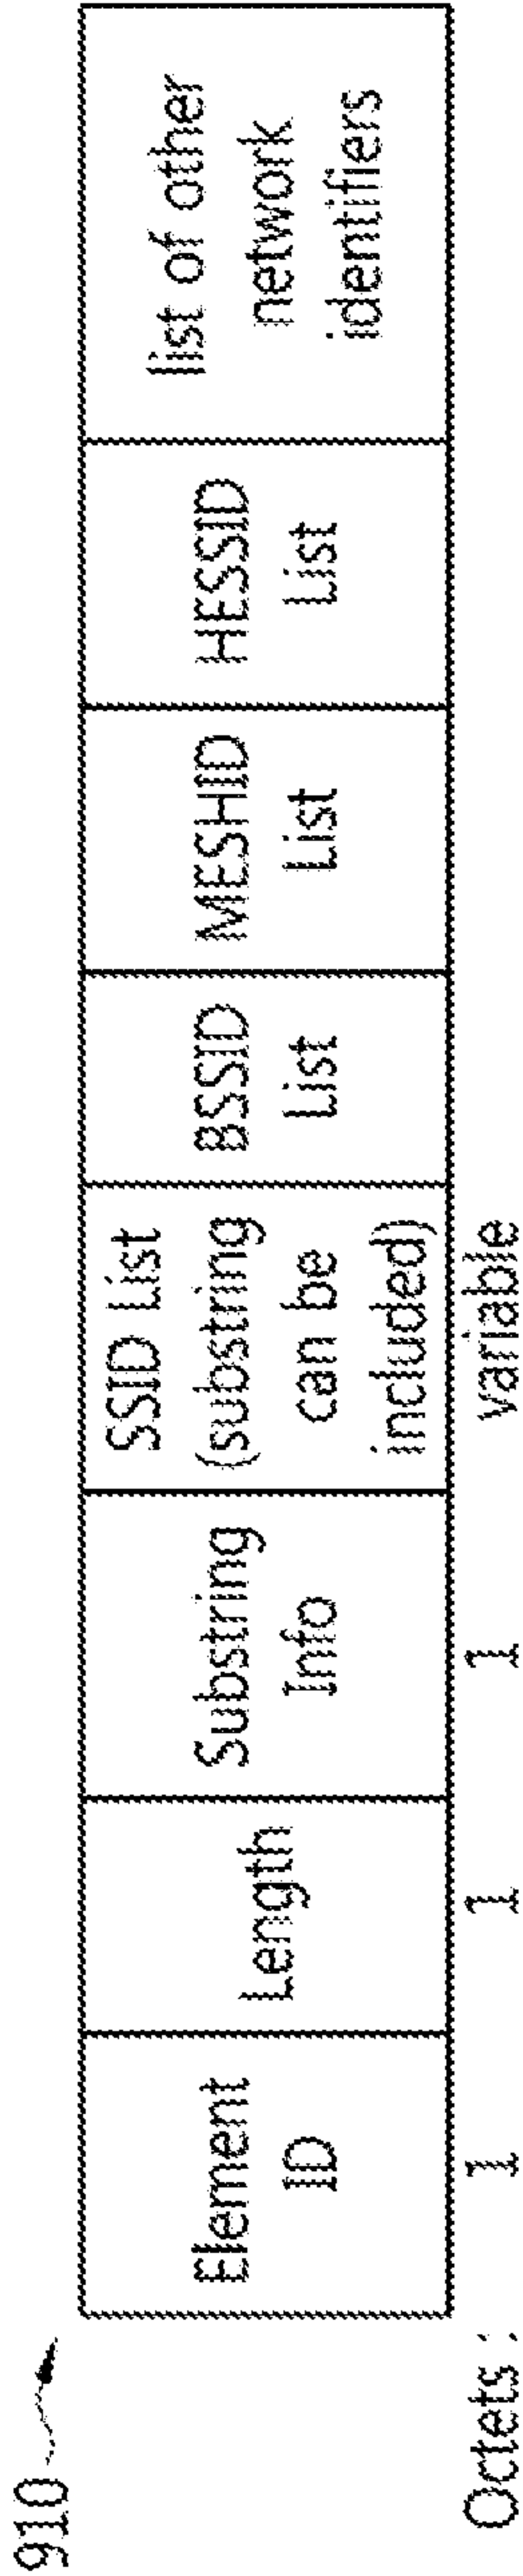 910
Element
ID
Length
Substring
Info
SSID List
(substring
can be
included)
BSSID
List
MESHID
List
HESSID
List
list of other
network
identifiers
Octets : 1 1 1 variable